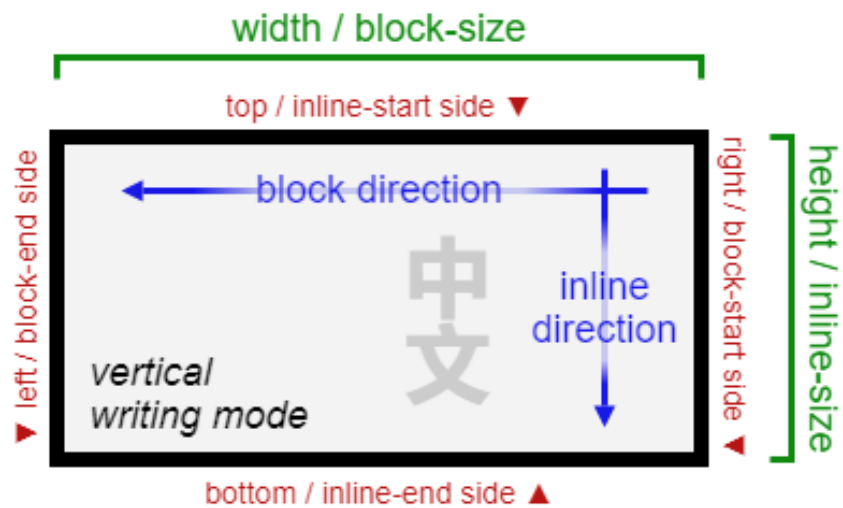 width / block-size
top / inline-start side ▼
▼ left / block-end side
block direction
inline
direction
中
文
vertical
writing mode
right / block-start side ▲
height / inline-size
bottom / inline-end side ▲